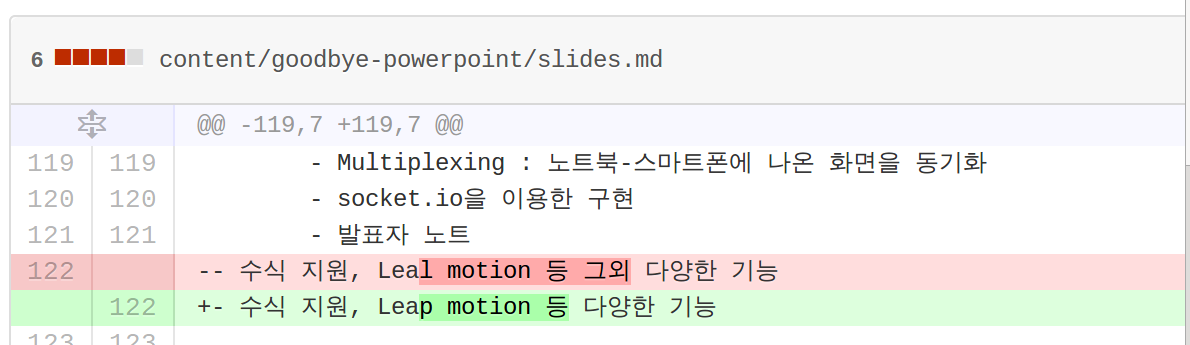 6 content/goodbye-powerpoint/slides.md
@@ -119,7 +119,7 @@
119 119 - Multiplexing : 노트북-스마트폰에 나온 화면을 동기화
120 120 - socket.io을 이용한 구현
121 121 - 발표자 노트
122 -- 수식 지원, Leal motion 등 그외 다양한 기능
122 +- 수식 지원, Leap motion 등 다양한 기능
123 123